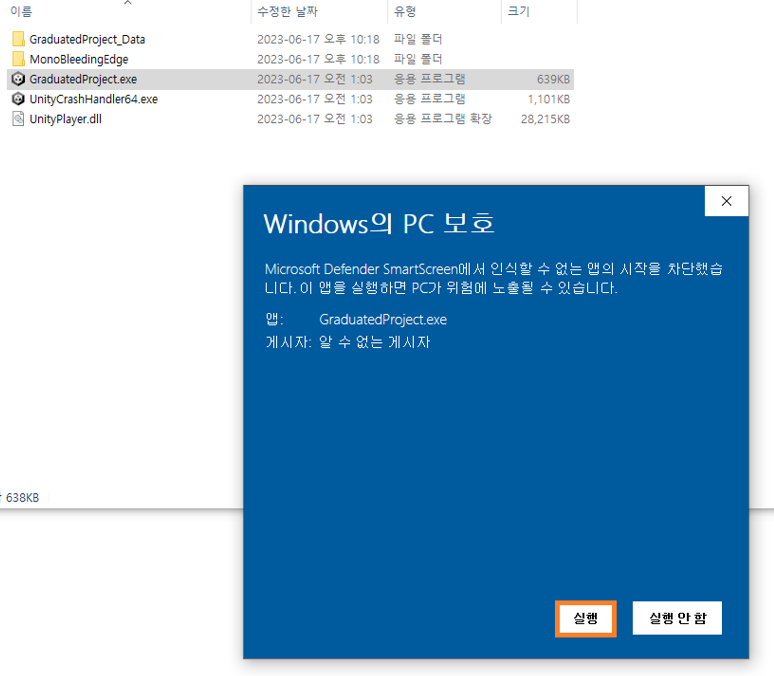 이름 수정한 날짜 유형 크기
GraduatedProject_Data 2023-06-17 오후 10:18 파일 폴더
MonoBleedingEdge 2023-06-17 오후 10:18 파일 폴더
GraduatedProject.exe 2023-06-17 오전 1:03 응용 프로그램 639KB
UnityCrashHandler64.exe 2023-06-17 오전 1:03 응용 프로그램 1,101KB
UnityPlayer.dll 2023-06-17 오전 1:03 응용 프로그램 확장 28,215KB
Windows의 PC 보호
Microsoft Defender SmartScreen에서 인식할 수 없는 앱의 시작을 차단했습
니다. 이 앱을 실행하면 PC가 위험에 노출될 수 있습니다.
앱: GraduatedProject.exe
게시자: 알 수 없는 게시자
638KB
실행 실행 안 함